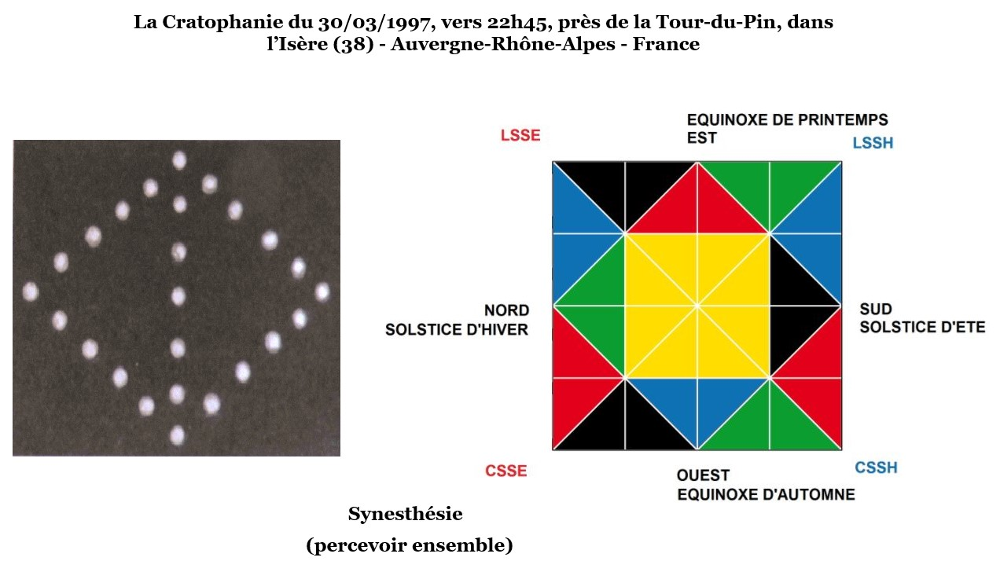 La Cratophanie du 30/03/1997, vers 22h45, près de la Tour-du-Pin, dans
l’Isère (38) - Auvergne-Rhône-Alpes - France
EQUINOXE DE PRINTEMPS
EST
LSSE
LSSH
NORD
SOLSTICE D'HIVER
SUD
SOLSTICE D'ETE
CSSE
CSSH
OUEST
EQUINOXE D'AUTOMNE
Synesthésie
(percevoir ensemble)